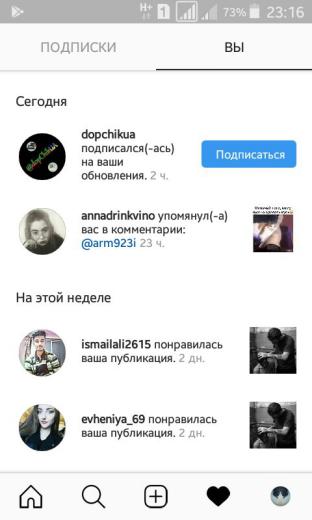 H+ 1 73% 23:16
ПОДПИСКИ ВЫ
Сегодня
dopchikua
подписался(-ась)
на ваши
обновления. 2 ч.
Подписаться
annadrinkvino упомянул(-а)
вас в комментарии:
@arm923i 23 ч.
На этой неделе
ismailali2615 понравилась
ваша публикация. 2 дн.
evheniya_69 понравилась
ваша публикация. 2 дн.